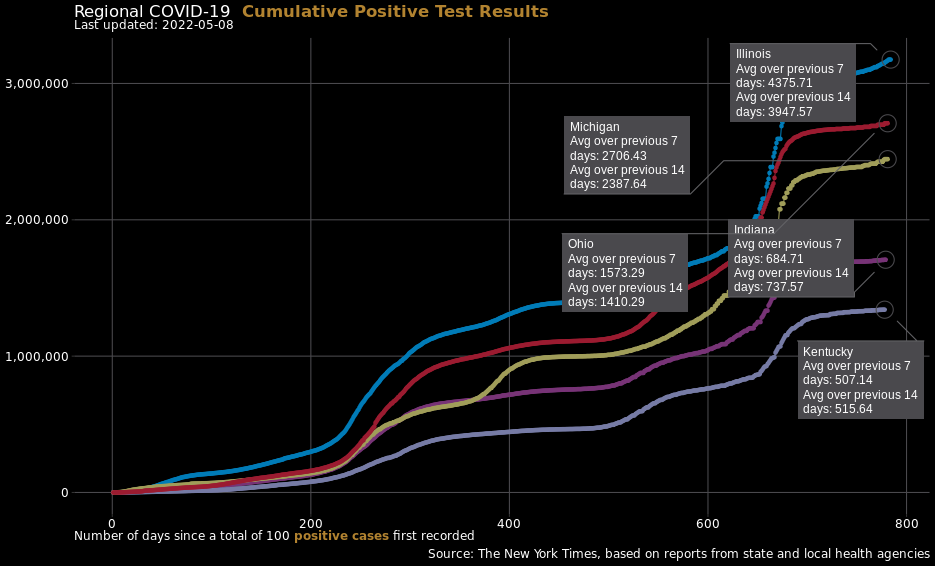 Regional COVID-19 Cumulative Positive Test Results
Last updated: 2022-05-08
3,000,000
2,000,000
1,000,000
0
Illinois
Avg over previous 7
days: 4375.71
Avg over previous 14
days: 3947.57
Michigan
Avg over previous 7
days: 2706.43
Avg over previous 14
days: 2387.64
Ohio
Avg over previous 7
days: 1573.29
Avg over previous 14
days: 1410.29
Indiana
Avg over previous 7
days: 684.71
Avg over previous 14
days: 737.57
Kentucky
Avg over previous 7
days: 507.14
Avg over previous 14
days: 515.64
0 200 400 600 800
Number of days since a total of 100 positive cases first recorded
Source: The New York Times, based on reports from state and local health agencies